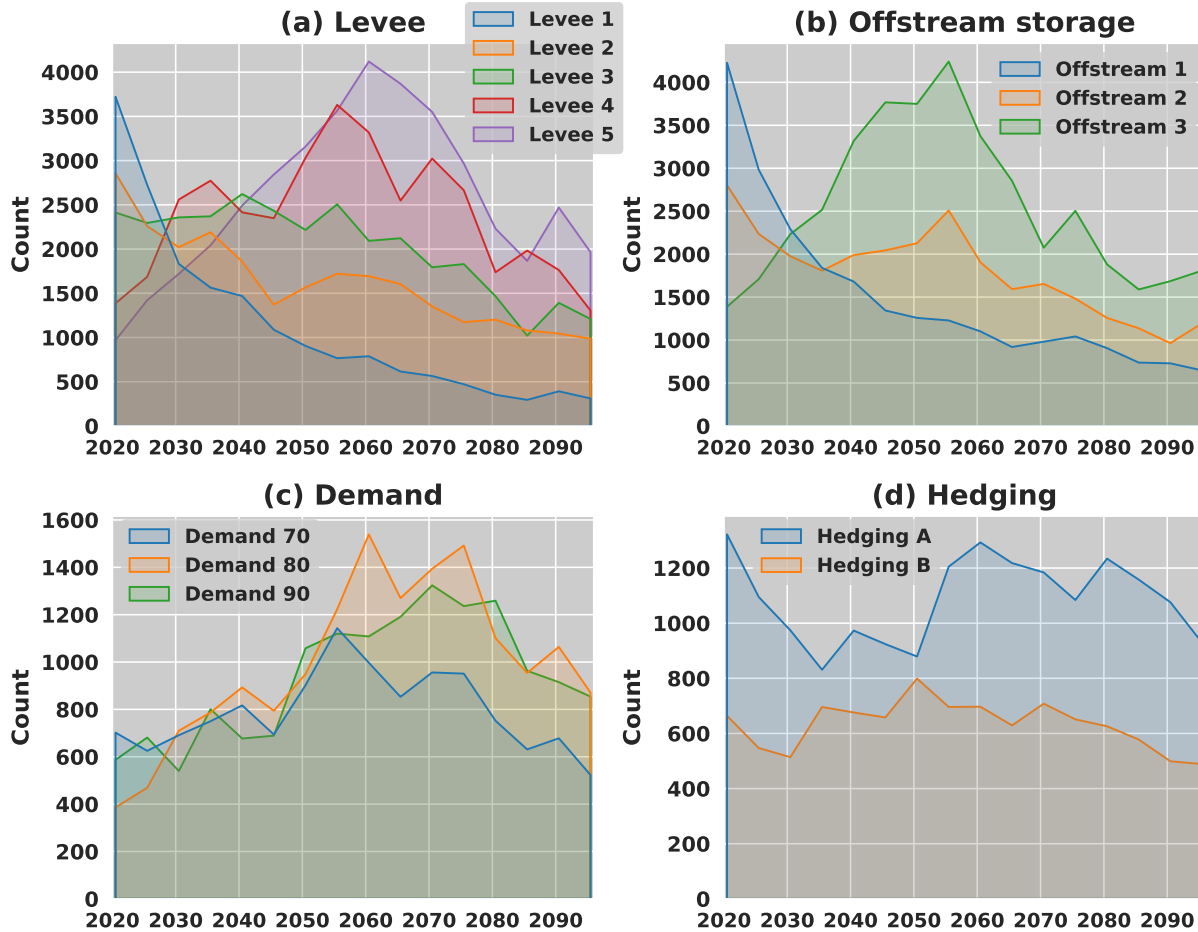 (a) Levee
Levee 1
Levee 2
Levee 3
Levee 4
Levee 5
Count
4000
3500
3000
2500
2000
1500
1000
500
0
2020 2030 2040 2050 2060 2070 2080 2090
(b) Offstream storage
Offstream 1
Offstream 2
Offstream 3
Count
4000
3500
3000
2500
2000
1500
1000
500
0
2020 2030 2040 2050 2060 2070 2080 2090
(c) Demand
Demand 70
Demand 80
Demand 90
Count
1600
1400
1200
1000
800
600
400
200
0
2020 2030 2040 2050 2060 2070 2080 2090
(d) Hedging
Hedging A
Hedging B
Count
1200
1000
800
600
400
200
0
2020 2030 2040 2050 2060 2070 2080 2090